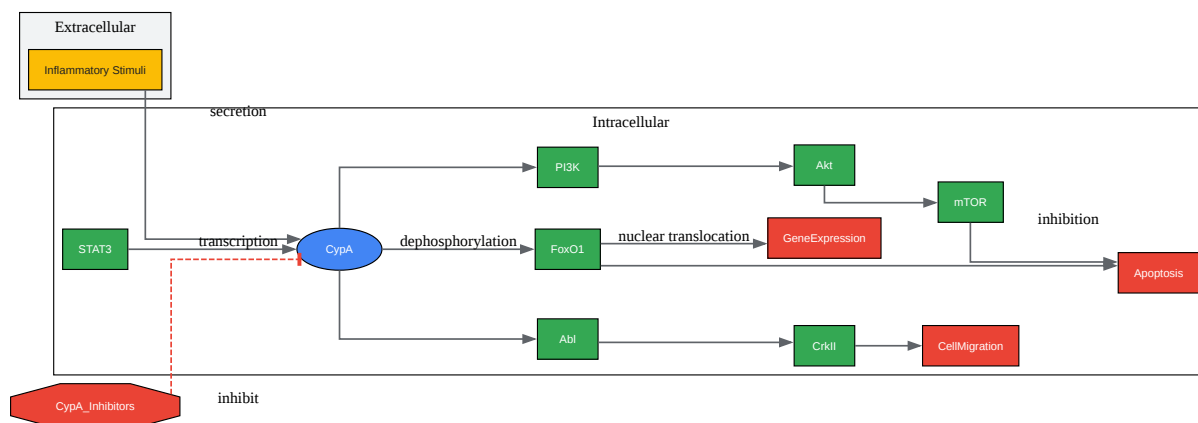 Extracellular
Inflammatory Stimuli
secretion
Intracellular
PI3K
Akt
mTOR
inhibition
STAT3
transcription
CypA
dephosphorylation
FoxO1
nuclear translocation
GeneExpression
Apoptosis
Abl
CrkII
CellMigration
CypA_Inhibitors
inhibit